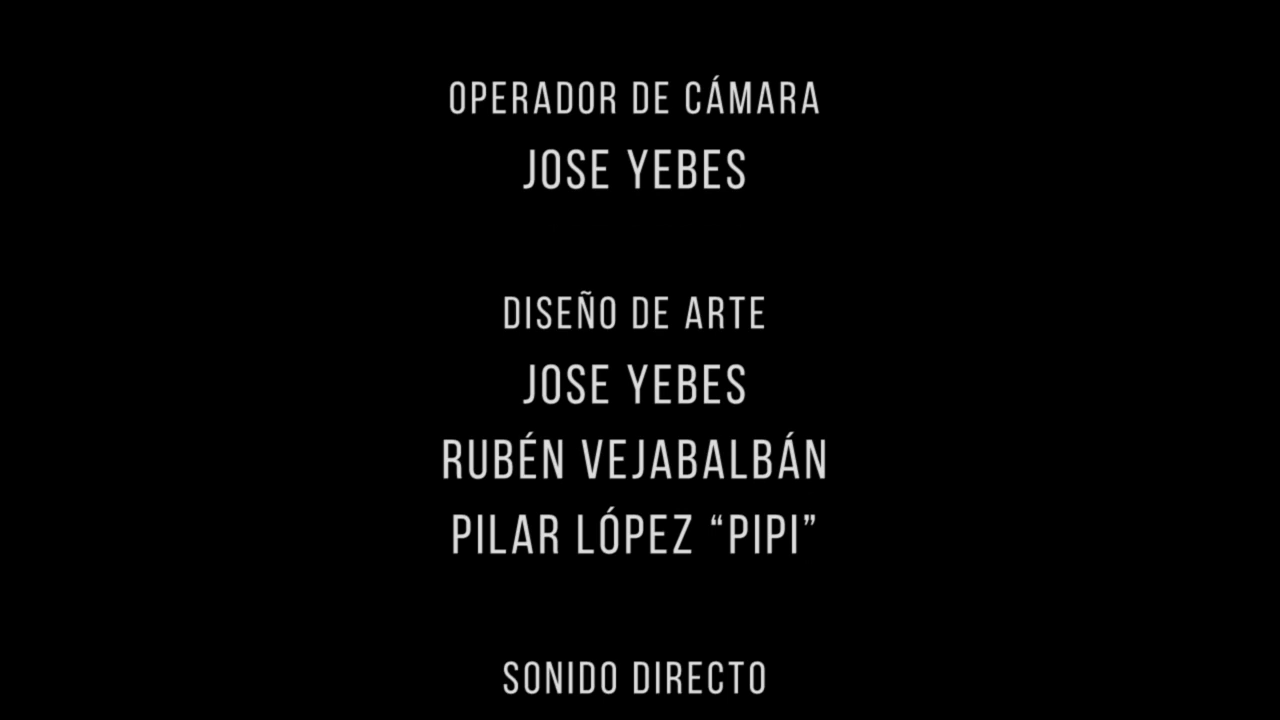 OPERADOR DE CÁMARA
JOSE YEBES
DISEÑO DE ARTE
JOSE YEBES
RUBÉN VEJABALBÁN
PILAR LÓPEZ “PIPI”
SONIDO DIRECTO